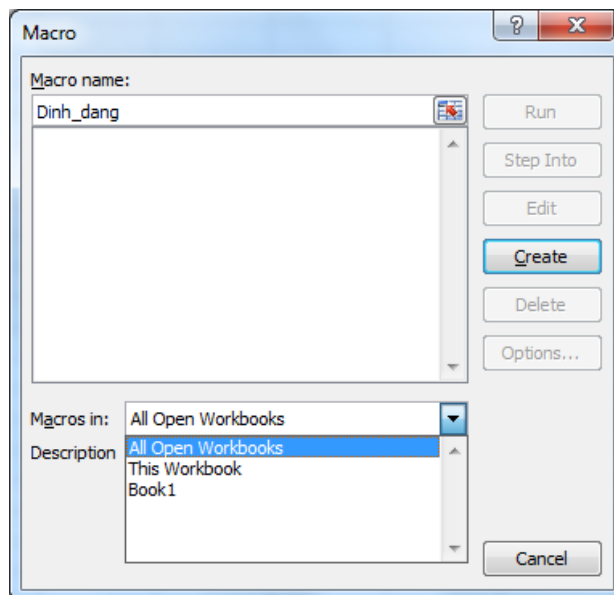 Macro
Macro name:
Dinh_dang
Run
Step Into
Edit
Create
Delete
Options...
Macros in: All Open Workbooks
Description All Open Workbooks
This Workbook
Book1
Cancel